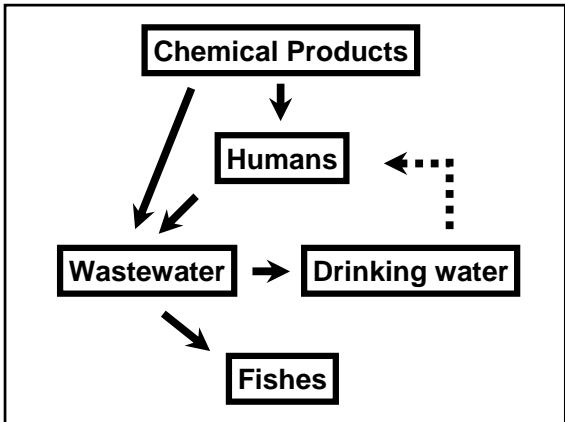 Chemical Products
Humans
Wastewater
Drinking water
Fishes